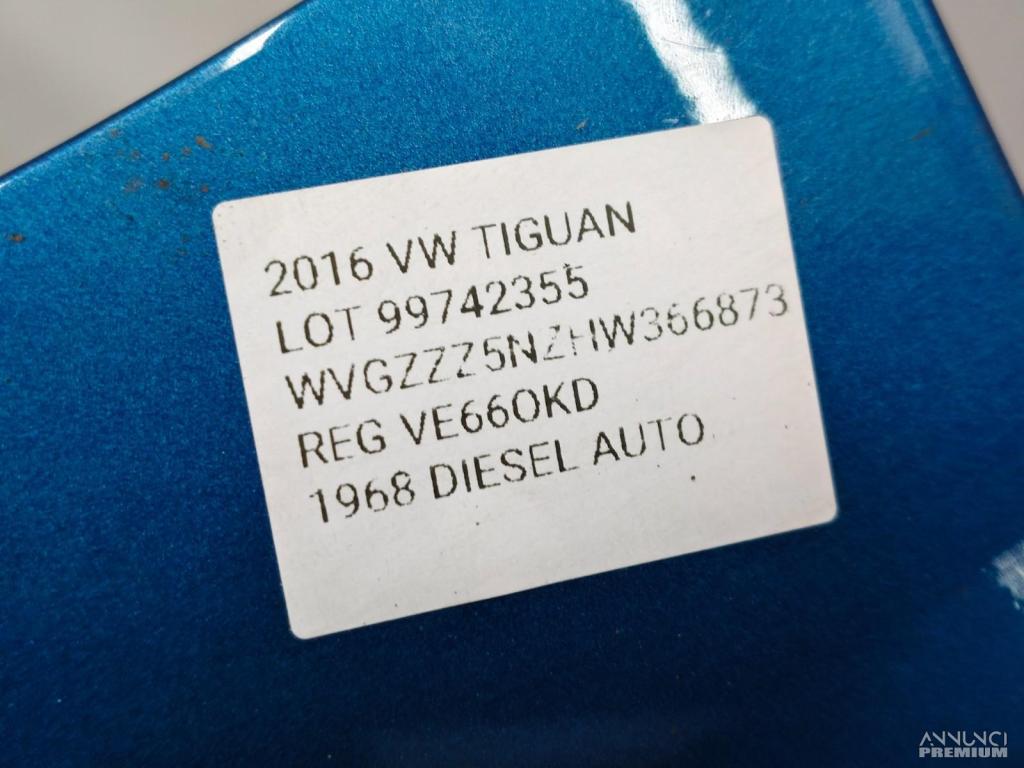 2016 VW TIGUAN
LOT 99742355
WVGZZZ5NZHW366873
REG VE66OKD
1968 DIESEL AUTO
ANNUNCI
PREMIUM